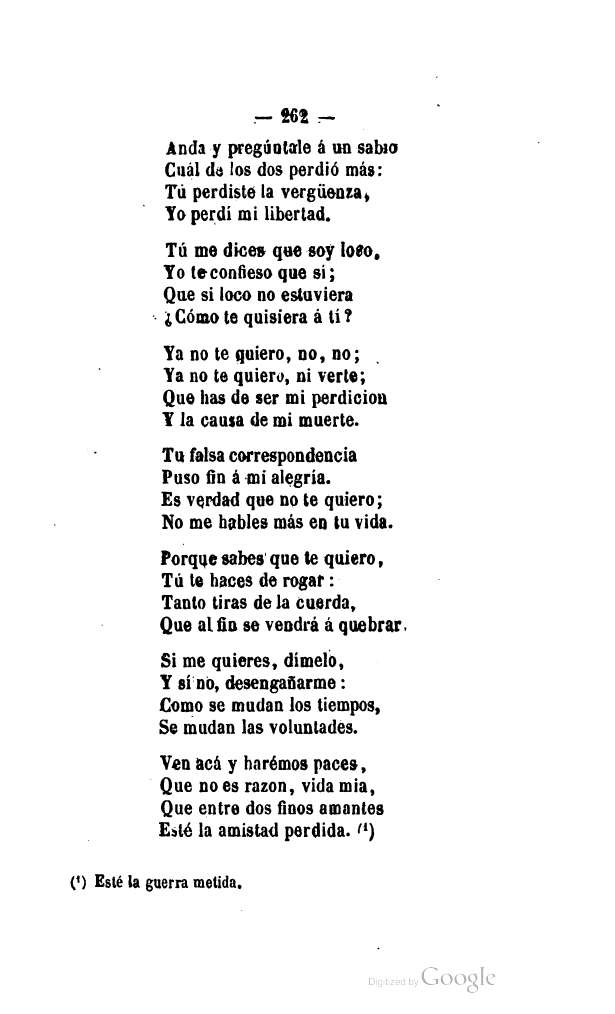 — 262 —
Anda y pregúntale á un sabio
Cuál de los dos perdió más:
Tú perdiste la vergüenza,
Yo perdí mi libertad.
Tú me dices que soy loco,
Yo te confieso que si;
Que si loco no estuviera
¿Cómo te quisiera á tí?
Ya no te quiero, no, no;
Ya no te quiero, ni verte;
Que has de ser mi perdicion
Y la causa de mi muerte.
Tu falsa correspondencia
Puso fin á mi alegría.
Es verdad que no te quiero;
No me hables más en tu vida.
Porque sabes que te quiero,
Tú te haces de rogar:
Tanto tiras de la cuerda,
Que al fin se vendrá á quebrar.
Si me quieres, dímelo,
Y sí no, desengañarme:
Como se mudan los tiempos,
Se mudan las voluntades.
Ven acá y harémos paces,
Que no es razon, vida mia,
Que entre dos finos amantes
Esté la amistad perdida. (¹)
(¹) Esté la guerra metida.
Digitized by Google